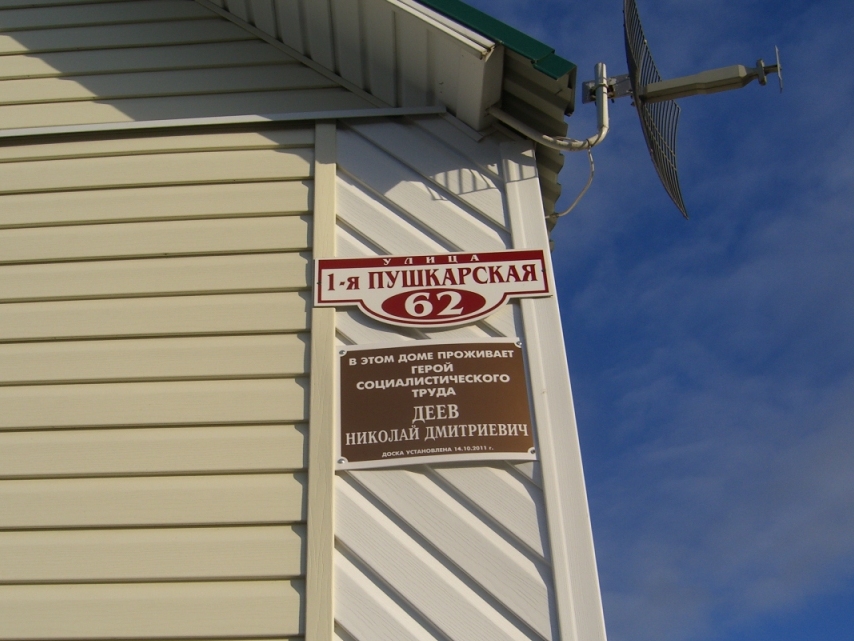 УЛИЦА
1-я ПУШКАРСКАЯ
62
В ЭТОМ ДОМЕ ПРОЖИВАЕТ
ГЕРОЙ
СОЦИАЛИСТИЧЕСКОГО
ТРУДА
ДЕЕВ
НИКОЛАЙ ДМИТРИЕВИЧ
ДОСКА УСТАНОВЛЕНА 14.10.2011 г.